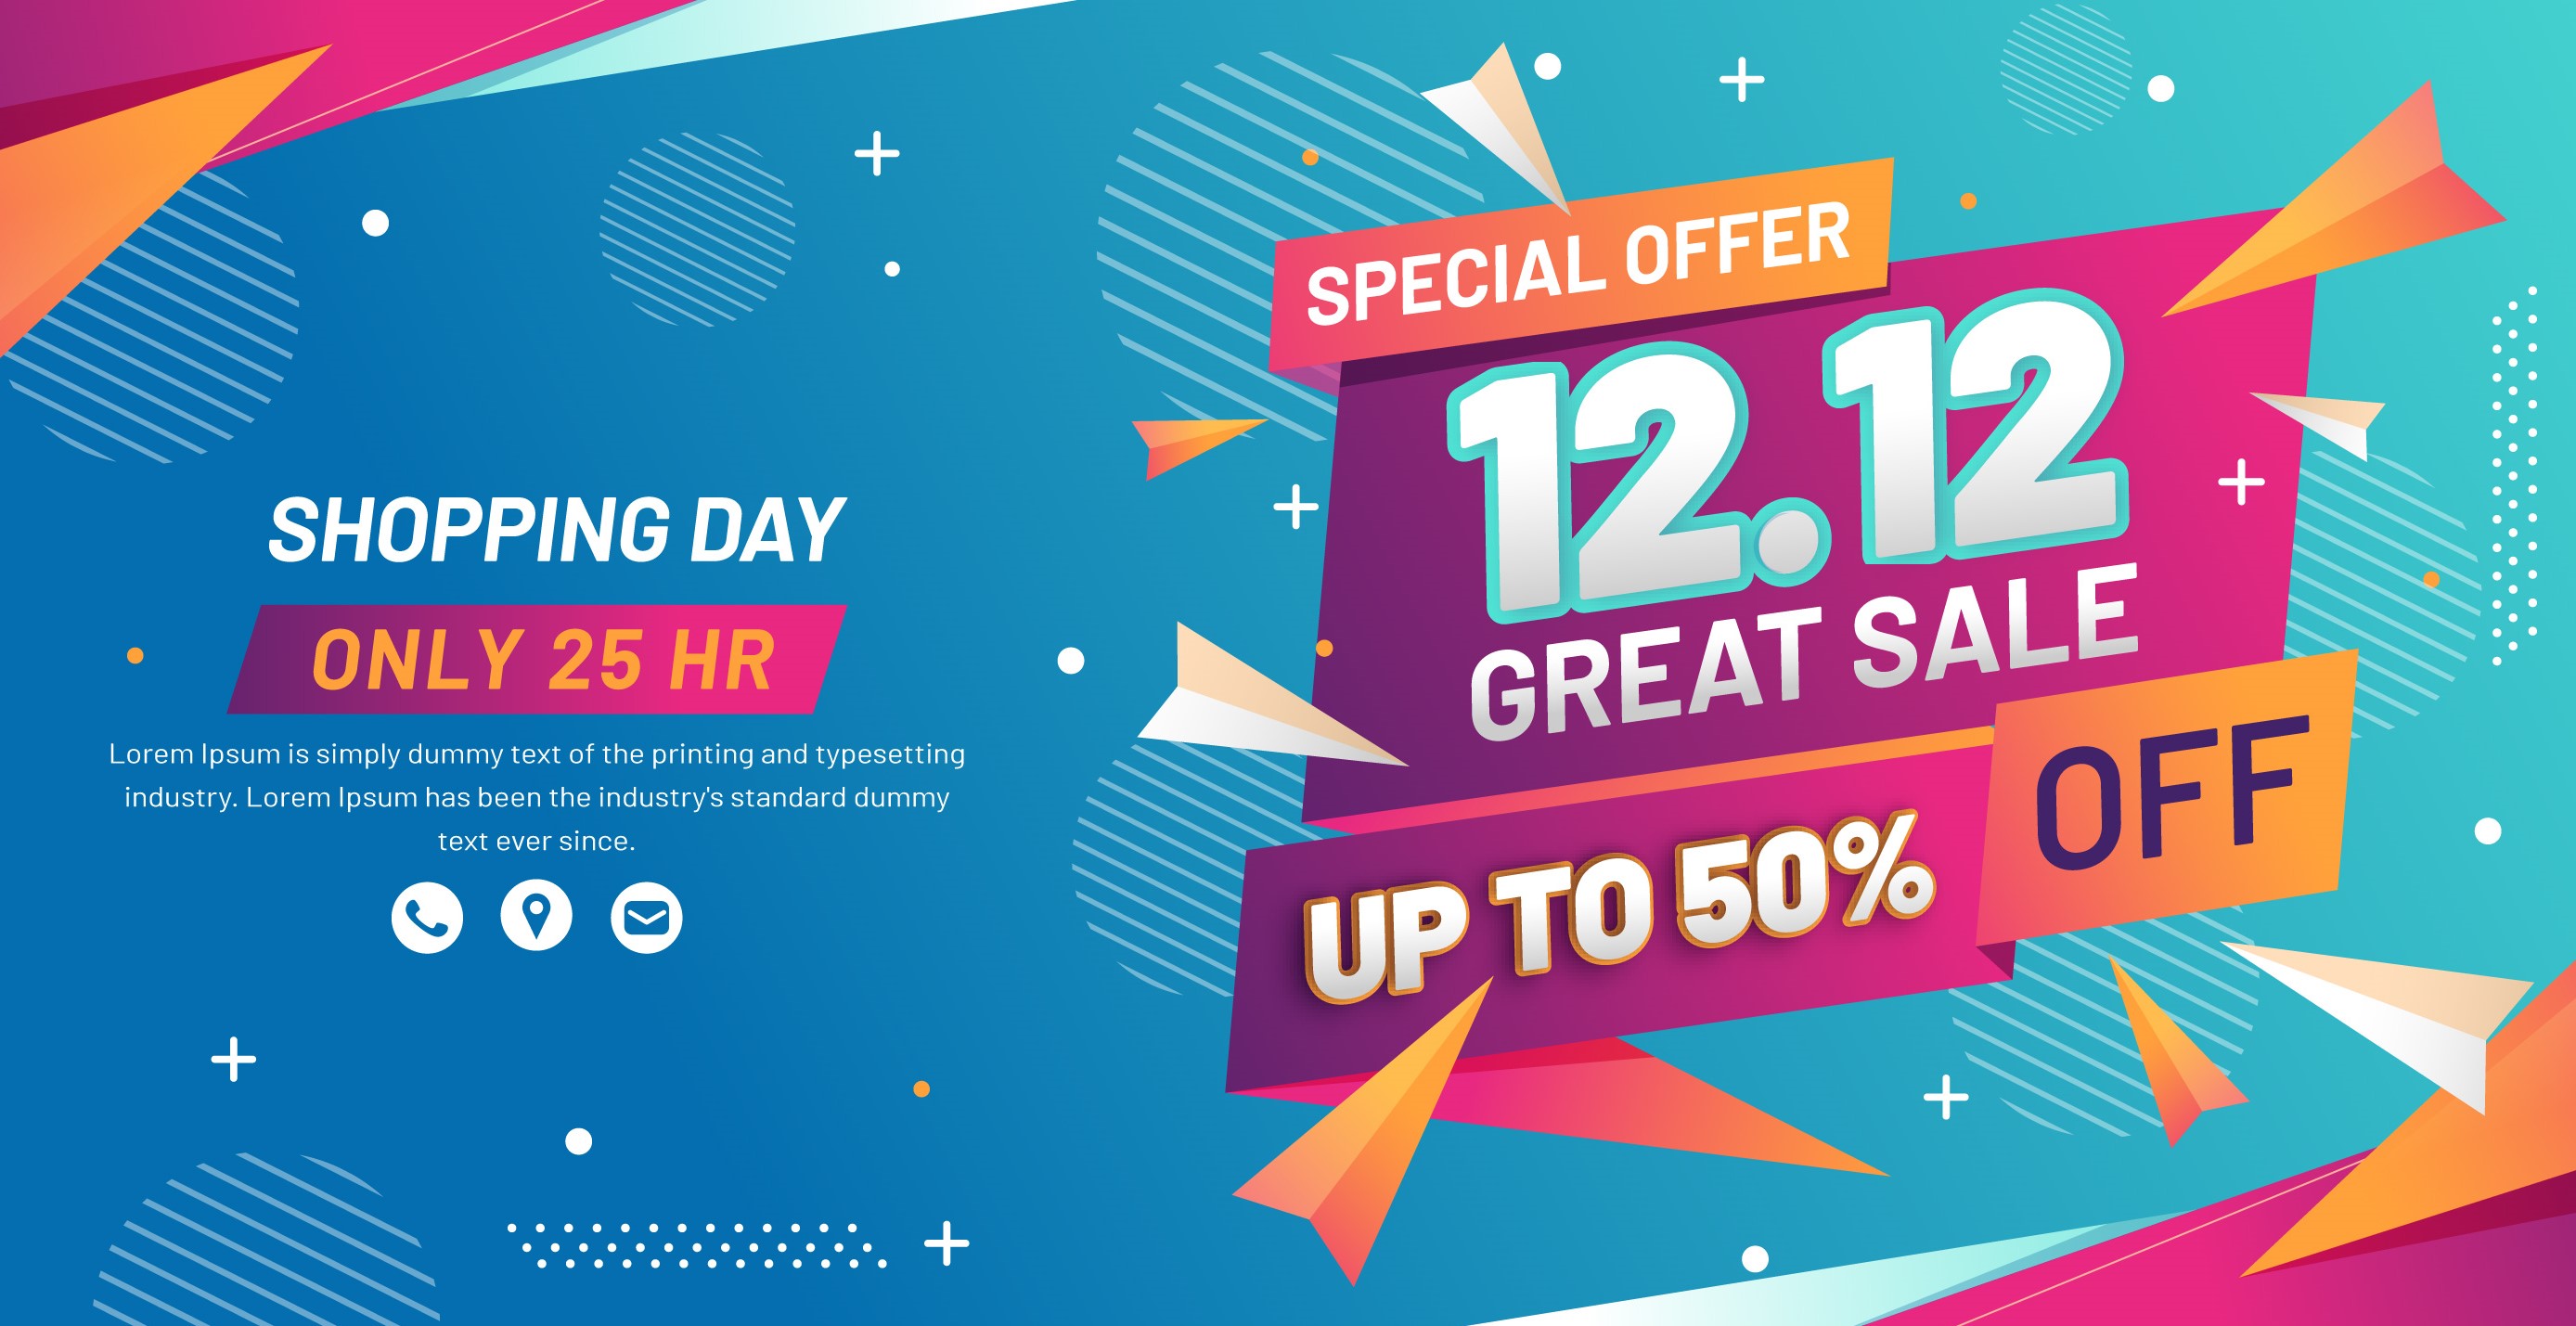 SHOPPING DAY
ONLY 25 HR
Lorem Ipsum is simply dummy text of the printing and typesetting
industry. Lorem Ipsum has been the industry's standard dummy
text ever since.
SPECIAL OFFER
12.12
GREAT SALE
UP TO 50%
OFF